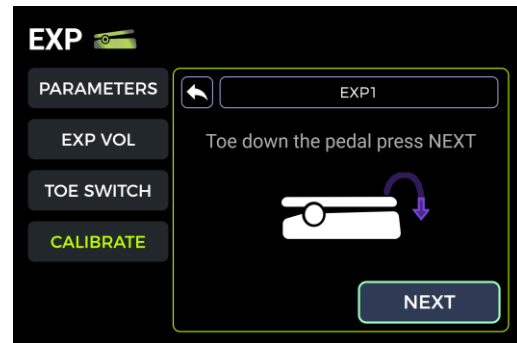 EXP
PARAMETERS
EXP VOL
TOE SWITCH
CALIBRATE
EXP1
Toe down the pedal press NEXT
NEXT